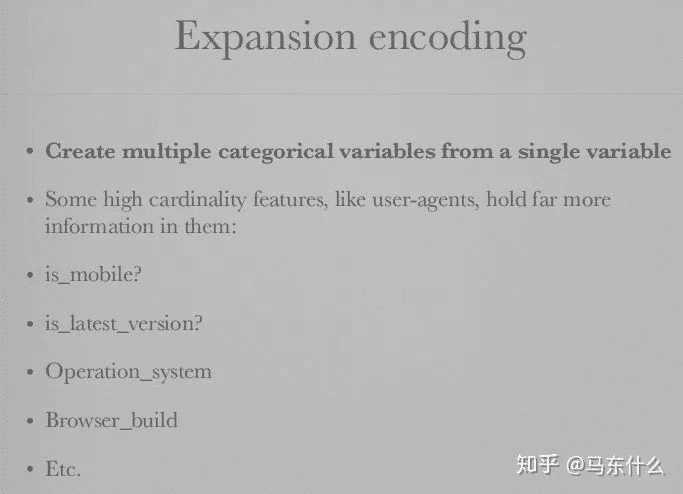 Expansion encoding
• Create multiple categorical variables from a single variable
• Some high cardinality features, like user-agents, hold far more
information in them:
• is_mobile?
• is_latest_version?
• Operation_system
• Browser_build
• Etc.
知乎 @马东什么